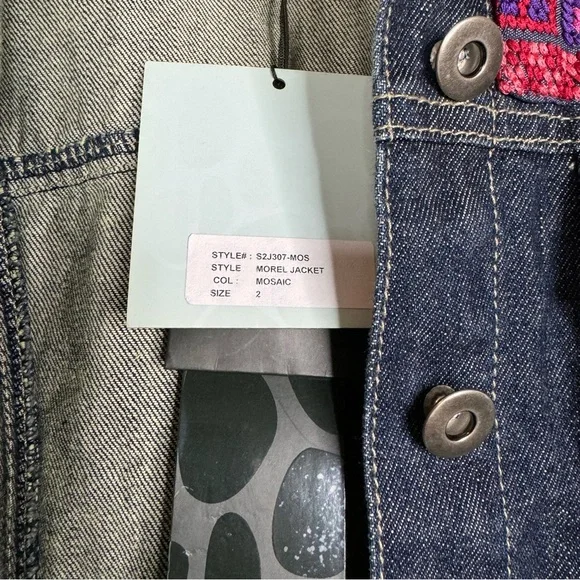 STYLE# : S2J307-MOS
STYLE MOREL JACKET
COL : MOSAIC
SIZE 2